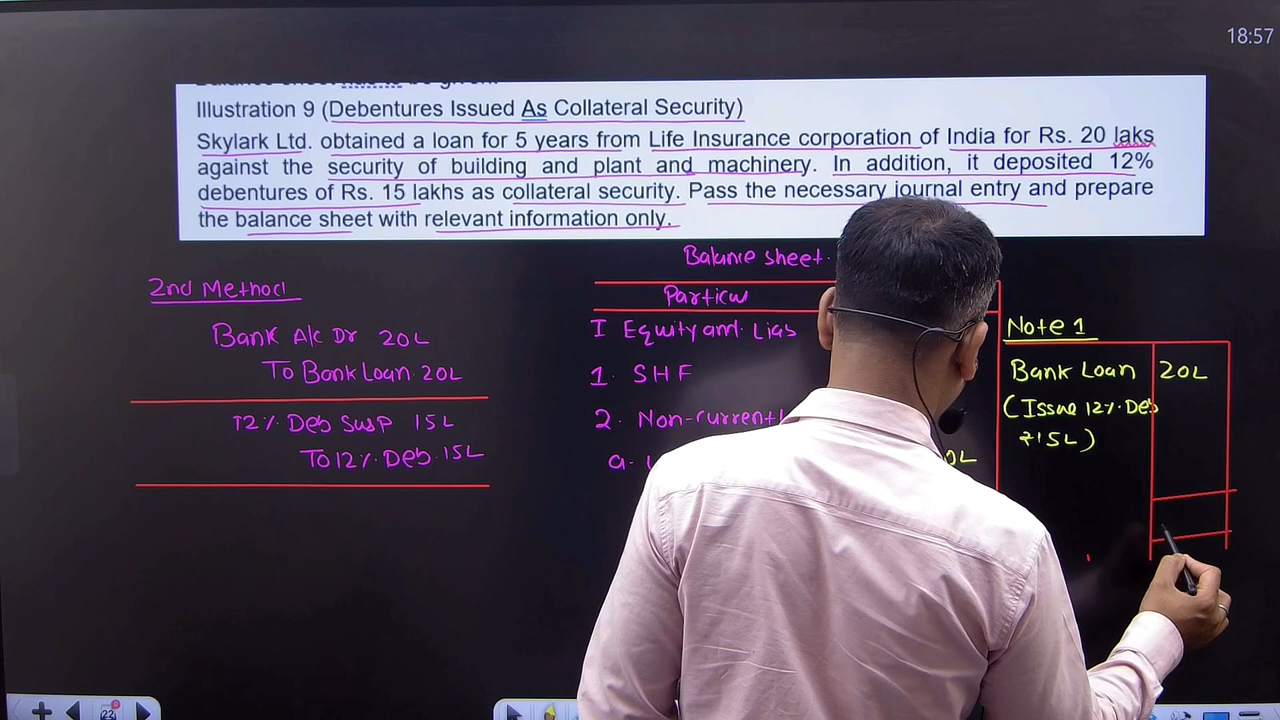 18:57
Illustration 9 (Debentures Issued As Collateral Security)
Skylark Ltd. obtained a loan for 5 years from Life Insurance corporation of India for Rs. 20 laks
against the security of building and plant and machinery. In addition, it deposited 12%
debentures of Rs. 15 lakhs as collateral security. Pass the necessary journal entry and prepare
the balance sheet with relevant information only.
2nd Method
Bank A/c Dr 20L
To Bank Loan 20L
12% Deb Susp 15L
To 12% Deb. 15L
Balance sheet.
Particu
I Equity and Liabs
1. SHF
2. Non-current
a.
Note 1
Bank Loan 20L
(Issue 12% Deb
₹15L)
22